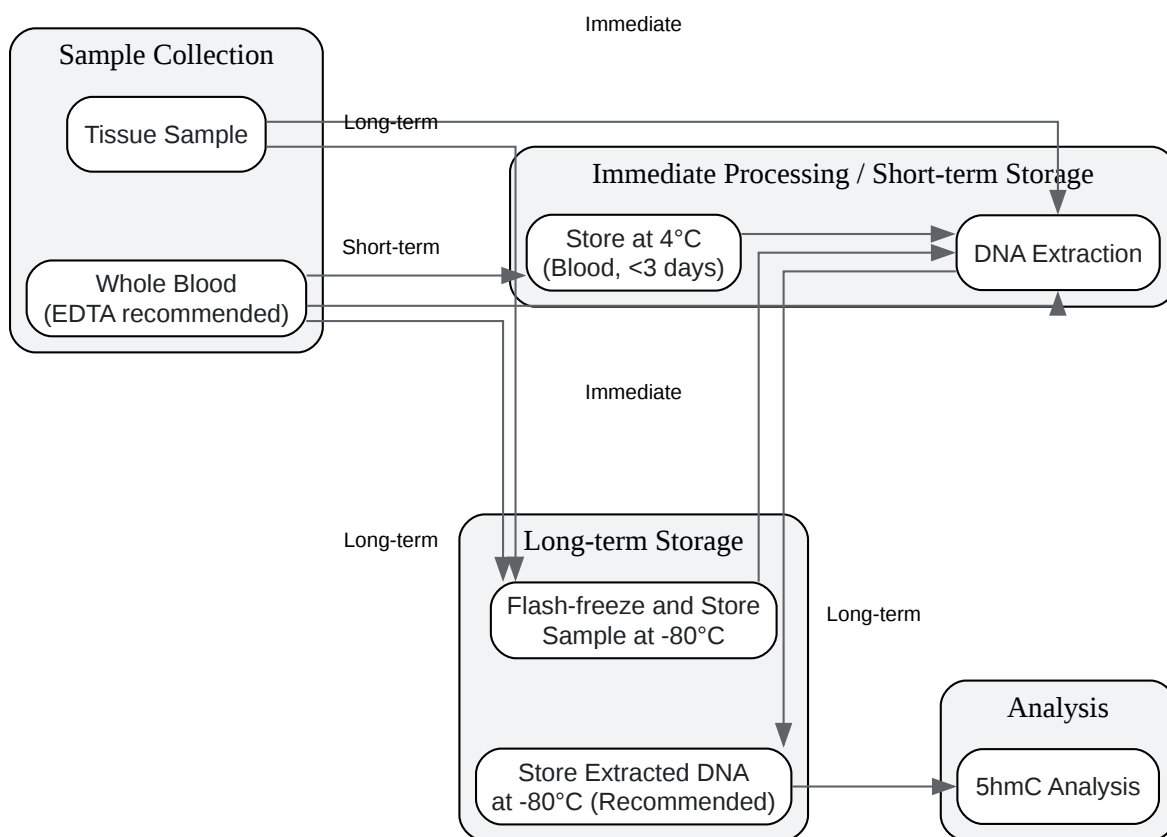 Immediate
Sample Collection
Tissue Sample
Long-term
Immediate Processing / Short-term Storage
Short-term
Store at 4°C
(Blood, <3 days)
DNA Extraction
Whole Blood
(EDTA recommended)
Immediate
Long-term
Long-term Storage
Flash-freeze and Store
Sample at -80°C
Long-term
Analysis
Store Extracted DNA
at -80°C (Recommended)
5hmC Analysis